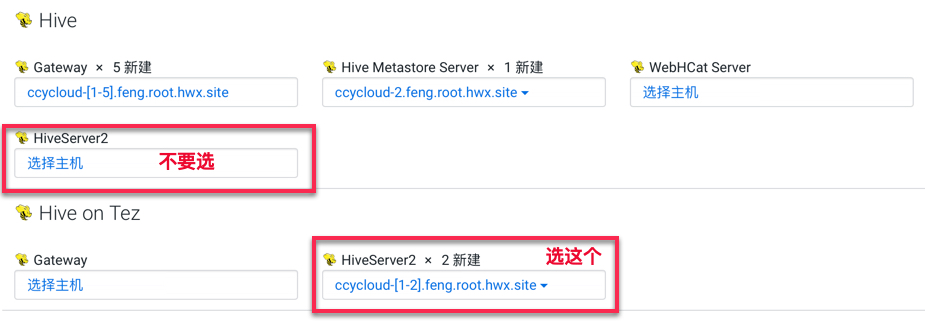 Hive
Gateway × 5 新建
Hive Metastore Server × 1 新建
WebHCat Server
ccycloud-[1-5].feng.root.hwx.site
ccycloud-2.feng.root.hwx.site
选择主机
HiveServer2
选择主机
不要选
Hive on Tez
Gateway
HiveServer2 × 2 新建
选这个
选择主机
ccycloud-[1-2].feng.root.hwx.site